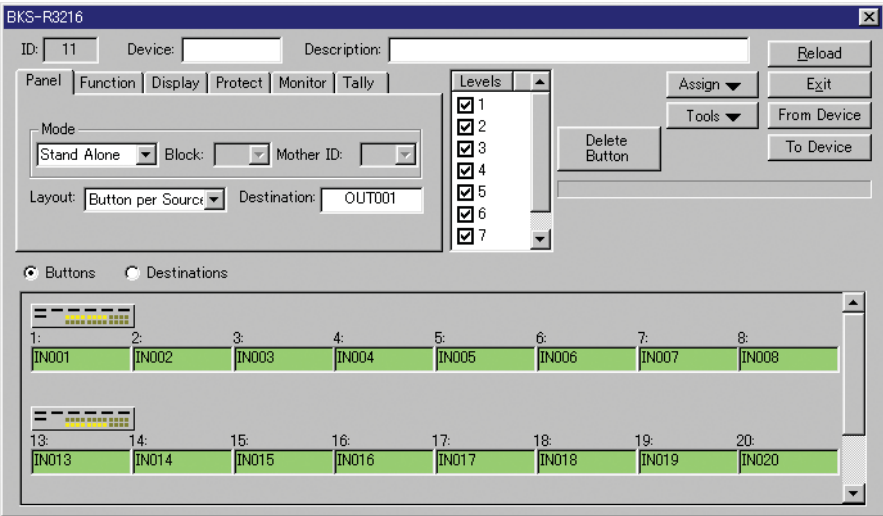 BKS-R3216
ID: 11 Device: Description: Reload
Panel Function Display Protect Monitor Tally Levels Assign Exit
1 Tools From Device
Mode 2 Delete Button To Device
Stand Alone Block: Mother ID: 3
4
Layout: Button per Source Destination: OUT001 5
6
7
Buttons Destinations
1: 2: 3: 4: 5: 6: 7: 8:
IN001 IN002 IN003 IN004 IN005 IN006 IN007 IN008
13: 14: 15: 16: 17: 18: 19: 20:
IN013 IN014 IN015 IN016 IN017 IN018 IN019 IN020